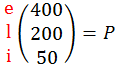 e (400
l 200 = P
i 50)